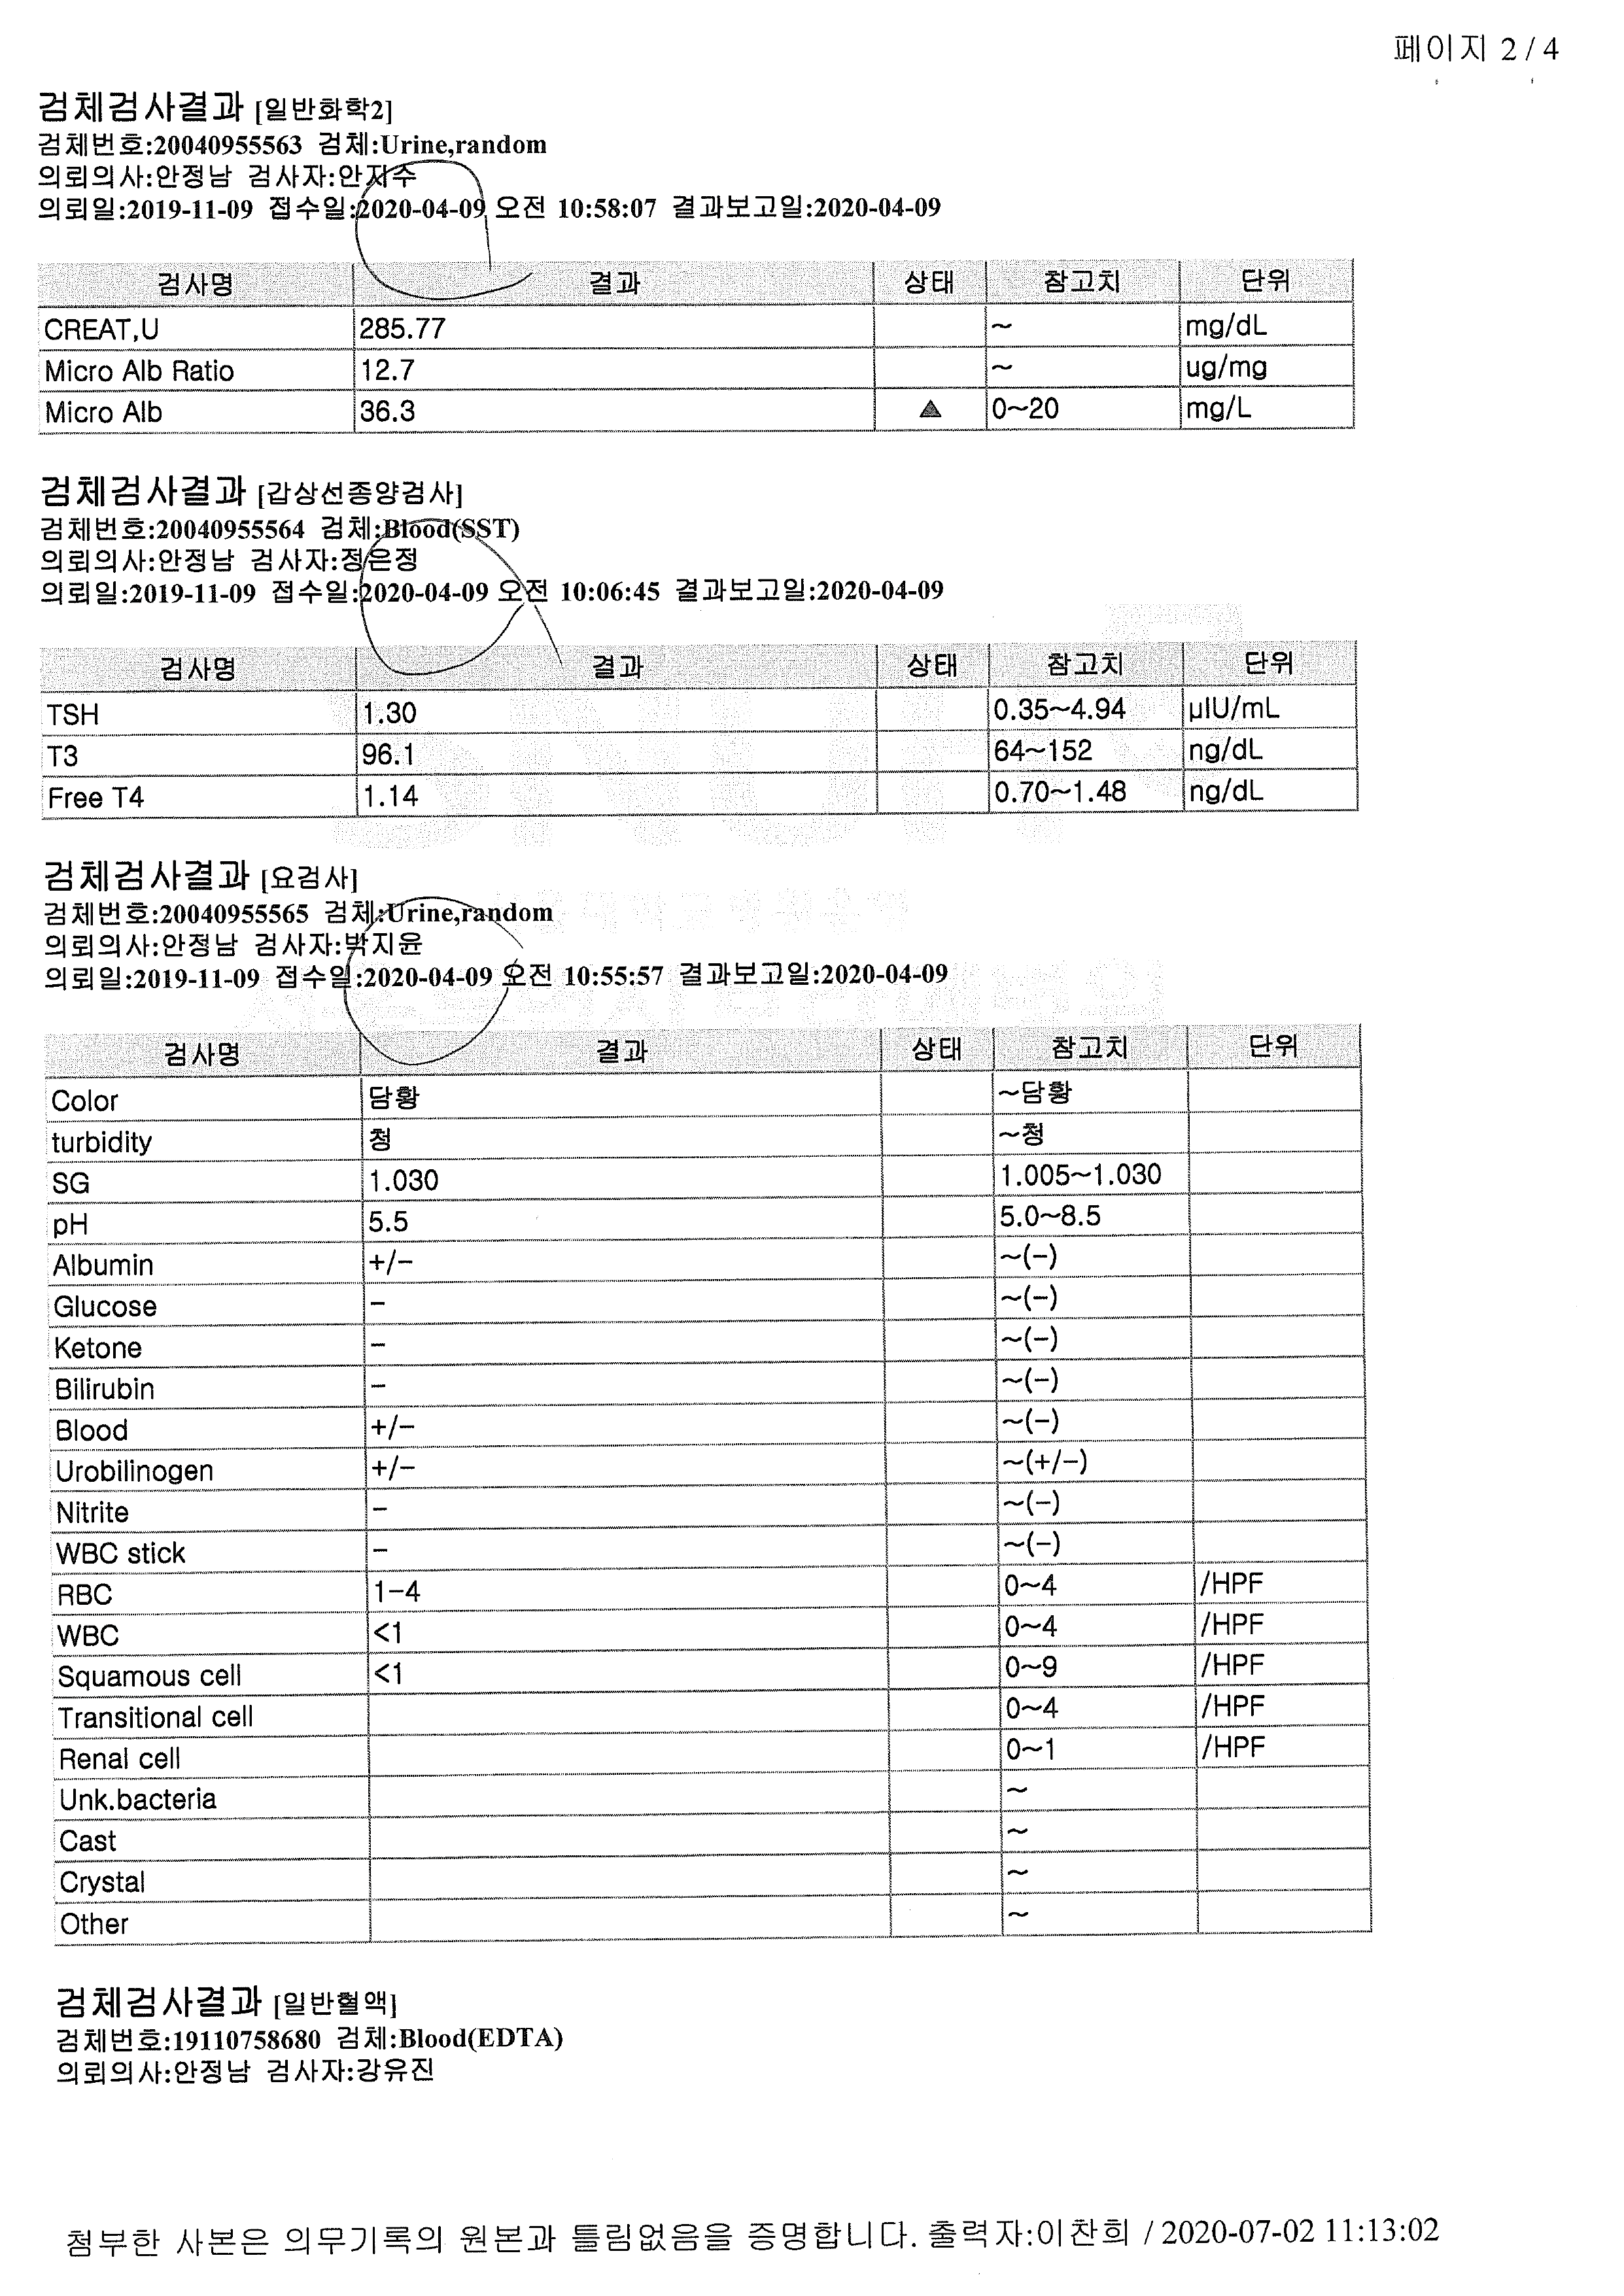 페이지 2 / 4
검체검사결과 [일반화학2]
검체번호:20040955563 검체:Urine,random
의뢰의사:안정남 검사자:안지수
의뢰일:2019-11-09 접수일:2020-04-09 오전 10:58:07 결과보고일:2020-04-09
검사명 결과 상태 참고치 단위
CREAT,U 285.77 ~ mg/dL
Micro Alb Ratio 12.7 ~ ug/mg
Micro Alb 36.3 ▲ 0~20 mg/L
검체검사결과 [갑상선종양검사]
검체번호:20040955564 검체:Blood(SST)
의뢰의사:안정남 검사자:정은정
의뢰일:2019-11-09 접수일:2020-04-09 오전 10:06:45 결과보고일:2020-04-09
검사명 결과 상태 참고치 단위
TSH 1.30 0.35~4.94 µIU/mL
T3 96.1 64~152 ng/dL
Free T4 1.14 0.70~1.48 ng/dL
검체검사결과 [요검사]
검체번호:20040955565 검체:Urine,random
의뢰의사:안정남 검사자:박지윤
의뢰일:2019-11-09 접수일:2020-04-09 오전 10:55:57 결과보고일:2020-04-09
검사명 결과 상태 참고치 단위
Color 담황 ~담황
turbidity 청 ~청
SG 1.030 1.005~1.030
pH 5.5 5.0~8.5
Albumin +/- ~(-)
Glucose - ~(-)
Ketone - ~(-)
Bilirubin - ~(-)
Blood +/- ~(-)
Urobilinogen +/- ~(+/-)
Nitrite - ~(-)
WBC stick - ~(-)
RBC 1-4 0~4 /HPF
WBC <1 0~4 /HPF
Squamous cell <1 0~9 /HPF
Transitional cell 0~4 /HPF
Renal cell 0~1 /HPF
Unk.bacteria ~
Cast ~
Crystal ~
Other ~
검체검사결과 [일반혈액]
검체번호:19110758680 검체:Blood(EDTA)
의뢰의사:안정남 검사자:강유진
첨부한 사본은 의무기록의 원본과 틀림없음을 증명합니다. 출력자:이찬희 / 2020-07-02 11:13:02